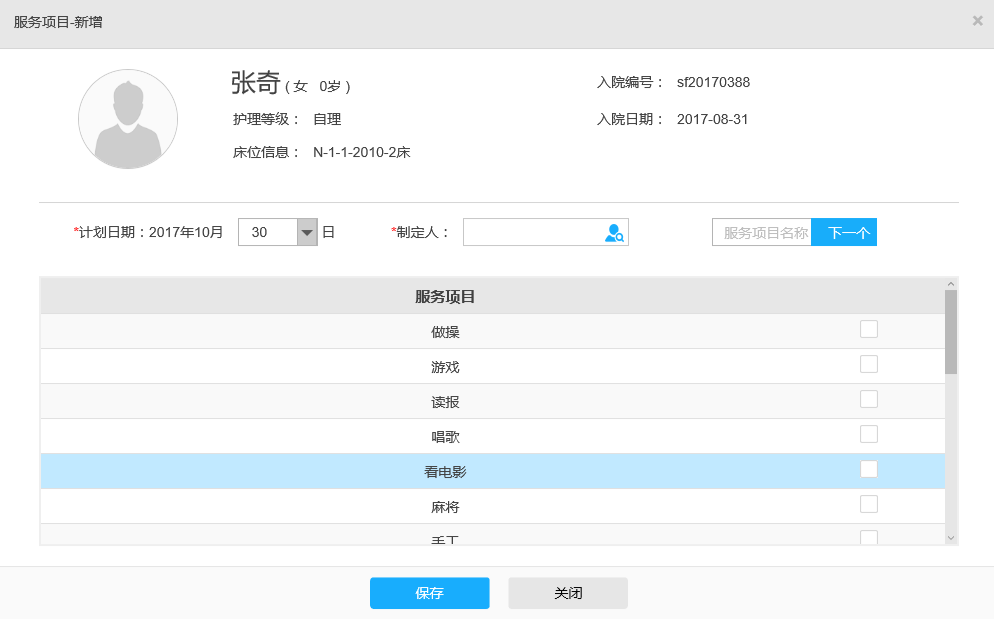 服务项目-新增
张奇 ( 女 0岁 )
入院编号： sf20170388
护理等级： 自理
入院日期： 2017-08-31
床位信息： N-1-1-2010-2床
*计划日期：2017年10月 30 日 *制定人： 服务项目名称 下一个
服务项目
做操
游戏
读报
唱歌
看电影
麻将
手工
保存 关闭